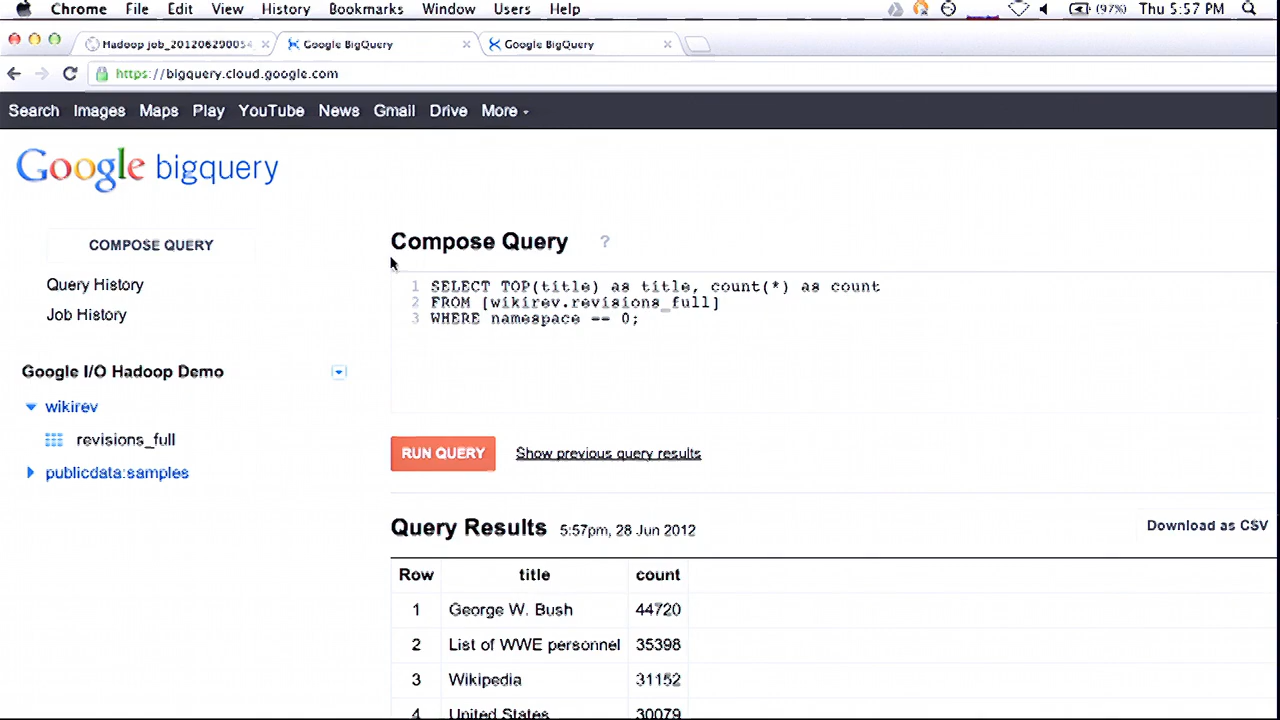 Chrome File Edit View History Bookmarks Window Users Help (97%) Thu 5:57 PM
Hadoop job_201206290054 Google BigQuery Google BigQuery
https://bigquery.cloud.google.com
Search Images Maps Play YouTube News Gmail Drive More
Google bigquery
COMPOSE QUERY
Query History
Job History
Google I/O Hadoop Demo
wikirev
revisions_full
publicdata:samples
Compose Query ?
1 SELECT TOP(title) as title, count(*) as count
2 FROM [wikirev.revisions_full]
3 WHERE namespace == 0;
RUN QUERY Show previous query results
Query Results 5:57pm, 28 Jun 2012 Download as CSV
Row title count
1 George W. Bush 44720
2 List of WWE personnel 35398
3 Wikipedia 31152
4 United States 30079